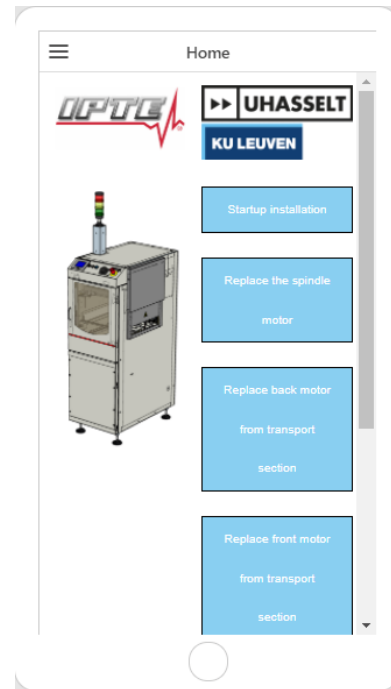 Home
IPTE
UHASSELT
KU LEUVEN
Startup installation
Replace the spindle
motor
Replace back motor
from transport
section
Replace front motor
from transport
section